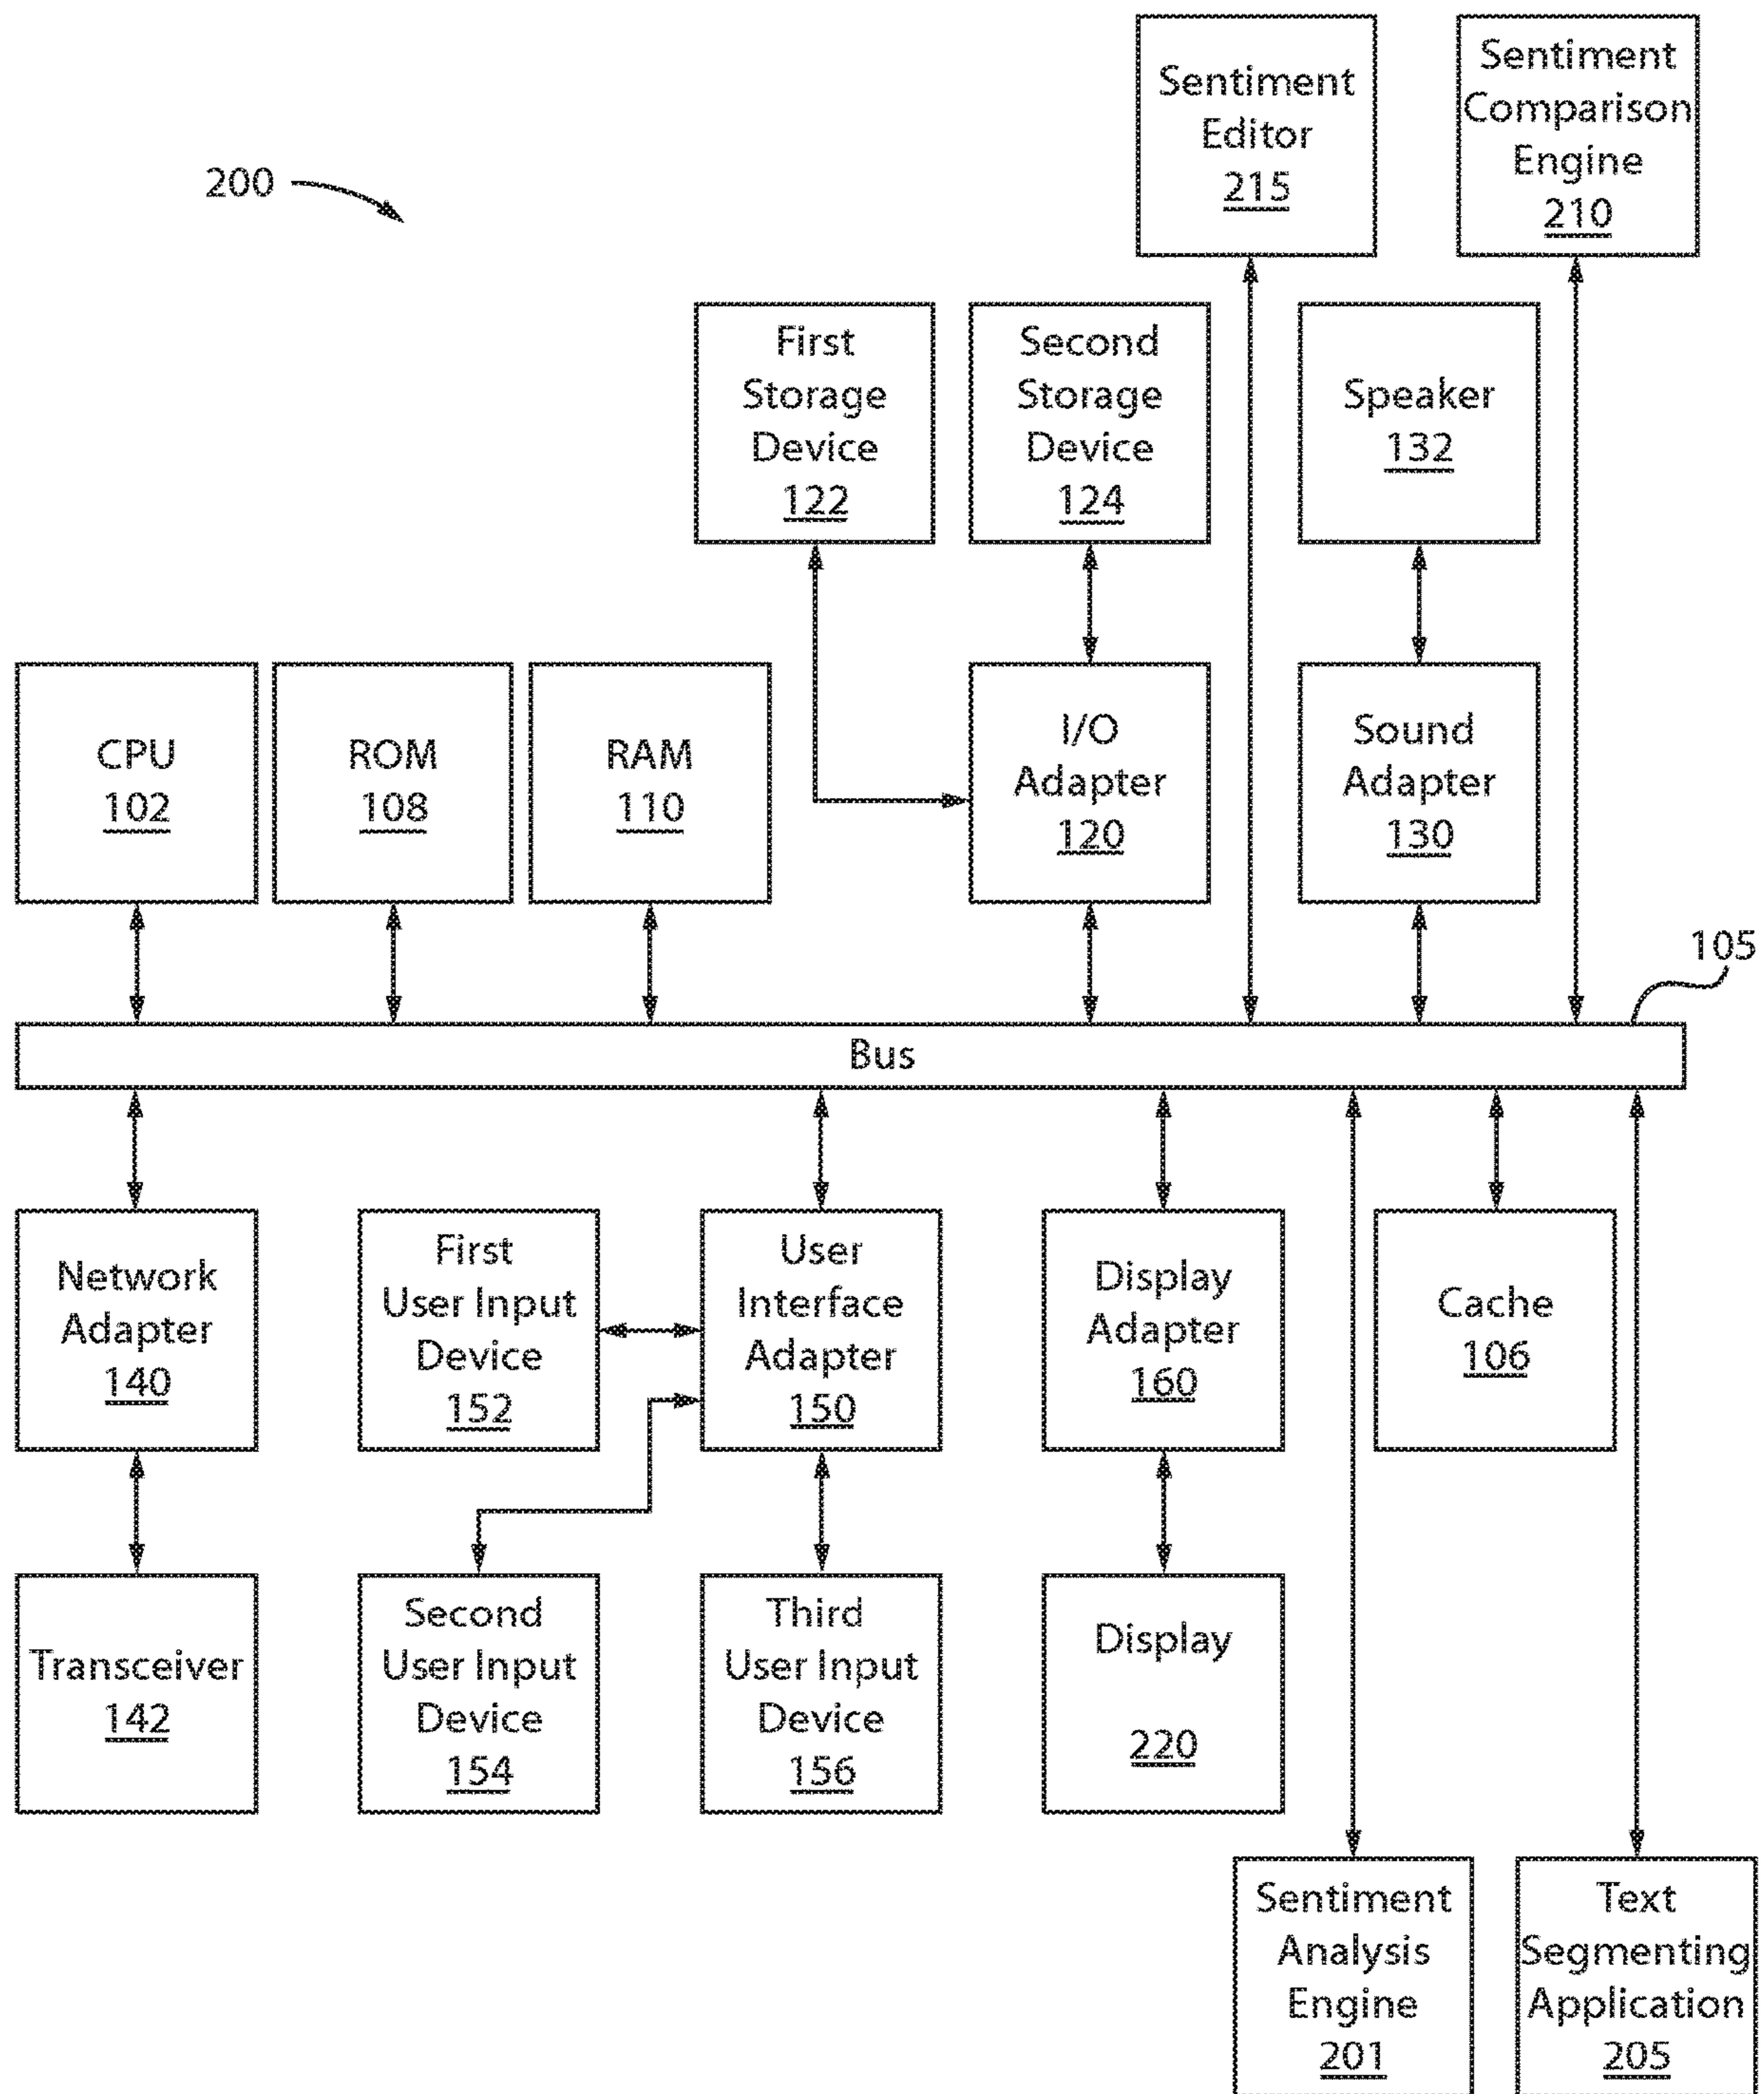 Sentiment
Editor
215
Sentiment
Comparison
Engine
210
200
First
Storage
Device
122
Second
Storage
Device
124
Speaker
132
CPU
102
ROM
108
RAM
110
I/O
Adapter
120
Sound
Adapter
130
105
Bus
Network
Adapter
140
First
User Input
Device
152
User
Interface
Adapter
150
Display
Adapter
160
Cache
106
Transceiver
142
Second
User Input
Device
154
Third
User Input
Device
156
Display
220
Sentiment
Analysis
Engine
201
Text
Segmenting
Application
205